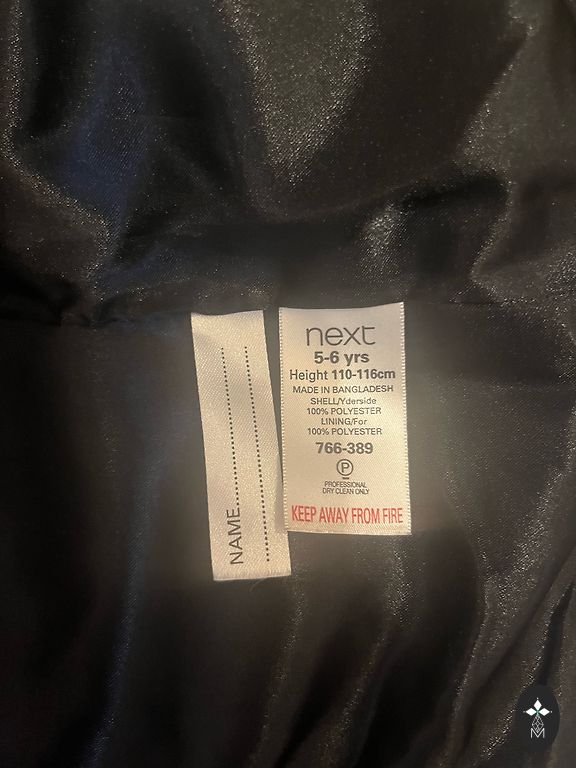 NAME
next
5-6 yrs
Height 110-116cm
MADE IN BANGLADESH
SHELL/Yderside
100% POLYESTER
LINING/For
100% POLYESTER
766-389
P
PROFESSIONAL
DRY CLEAN ONLY
KEEP AWAY FROM FIRE
M